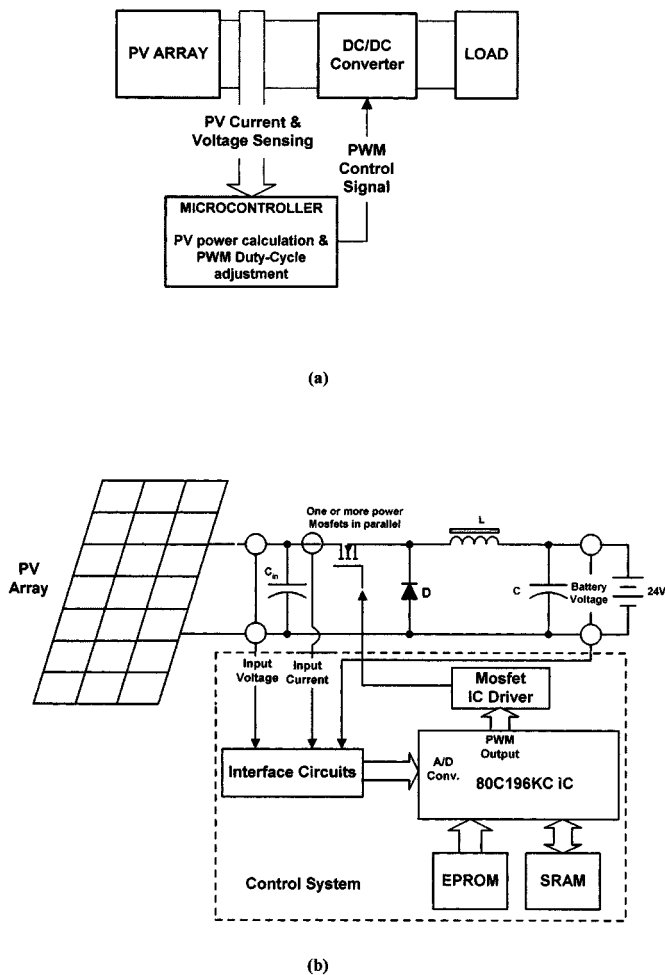 PV ARRAY
DC/DC
Converter
LOAD
PV Current &
Voltage Sensing
PWM
Control
Signal
MICROCONTROLLER
PV power calculation &
PWM Duty-Cycle
adjustment
(a)
One or more power
Mosfets in parallel
L
PV
Array
Cin
D
C
Battery
Voltage
24V
Input
Voltage
Input
Current
Mosfet
IC Driver
PWM
Output
A/D
Conv.
80C196KC iC
Interface Circuits
EPROM
SRAM
Control System
(b)